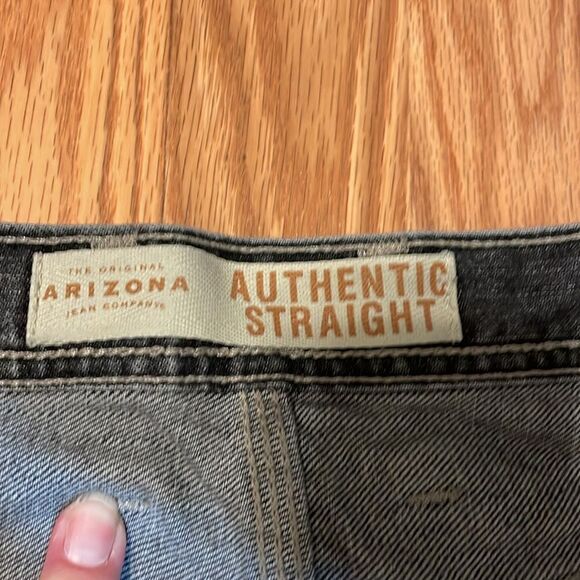 THE ORIGINAL
ARIZONA
JEAN COMPANY®
AUTHENTIC
STRAIGHT